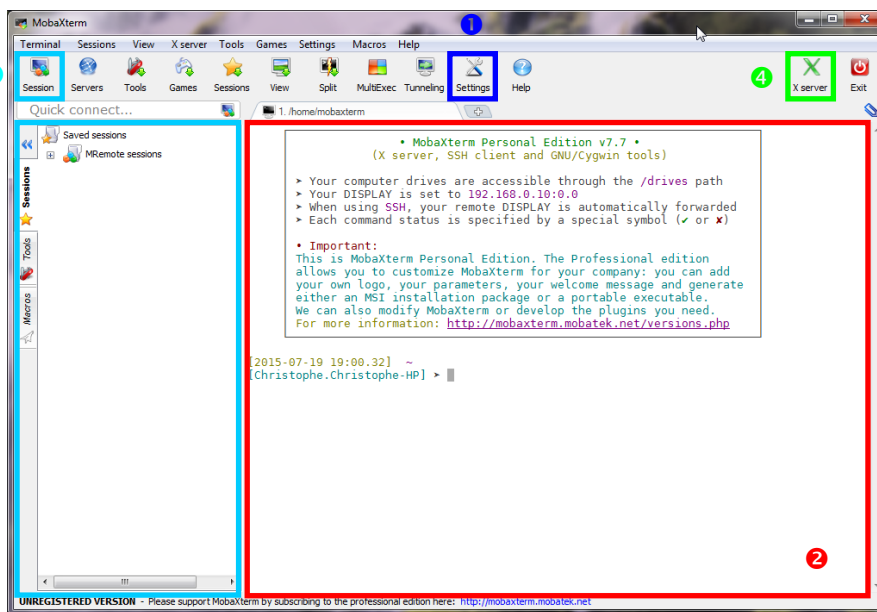 MobaXterm
❶
Terminal Sessions View X server Tools Games Settings Macros Help
Session Servers Tools Games Sessions View Split MultiExec Tunneling Settings Help X server Exit
❹
Quick connect...
1. /home/mobaxterm
Saved sessions
MRemote sessions
Sessions
Tools
Macros
• MobaXterm Personal Edition v7.7 •
(X server, SSH client and GNU/Cygwin tools)
➤ Your computer drives are accessible through the /drives path
➤ Your DISPLAY is set to 192.168.0.10:0.0
➤ When using SSH, your remote DISPLAY is automatically forwarded
➤ Each command status is specified by a special symbol (✔ or ✘)
• Important:
This is MobaXterm Personal Edition. The Professional edition
allows you to customize MobaXterm for your company: you can add
your own logo, your parameters, your welcome message and generate
either an MSI installation package or a portable executable.
We can also modify MobaXterm or develop the plugins you need.
For more information: http://mobaxterm.mobatek.net/versions.php
[2015-07-19 19:00.32] ~
[Christophe.Christophe-HP] ➤
❷
UNREGISTERED VERSION - Please support MobaXterm by subscribing to the professional edition here: http://mobaxterm.mobatek.net